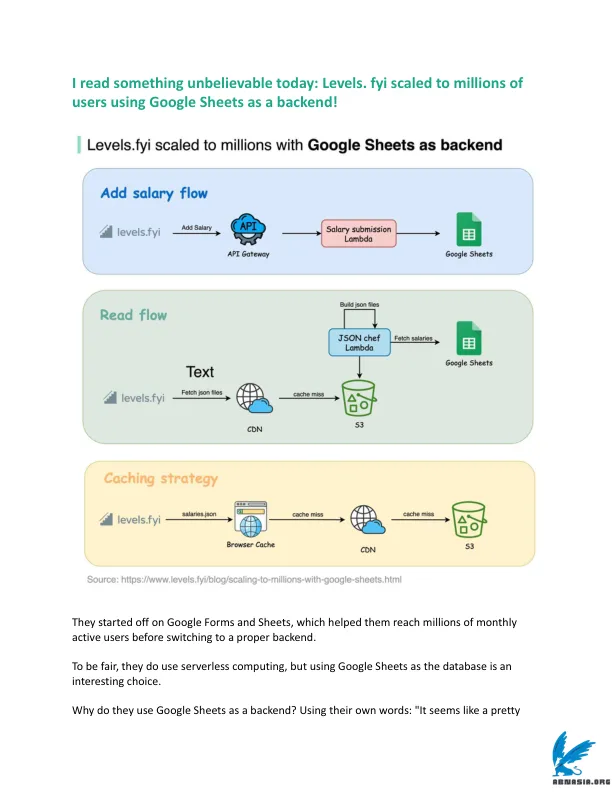 I read something unbelievable today: Levels. fyi scaled to millions of
users using Google Sheets as a backend!
Levels.fyi scaled to millions with Google Sheets as backend
Add salary flow
levels.fyi
Add Salary
API
API Gateway
Salary submission
Lambda
Google Sheets
Read flow
Build json files
JSON chef
Lambda
Fetch salaries
Google Sheets
Text
levels.fyi
Fetch json files
CDN
cache miss
S3
Caching strategy
levels.fyi
salaries.json
Browser Cache
cache miss
CDN
cache miss
S3
Source: https://www.levels.fyi/blog/scaling-to-millions-with-google-sheets.html
They started off on Google Forms and Sheets, which helped them reach millions of monthly
active users before switching to a proper backend.
To be fair, they do use serverless computing, but using Google Sheets as the database is an
interesting choice.
Why do they use Google Sheets as a backend? Using their own words: "It seems like a pretty
ABNASIA.ORG